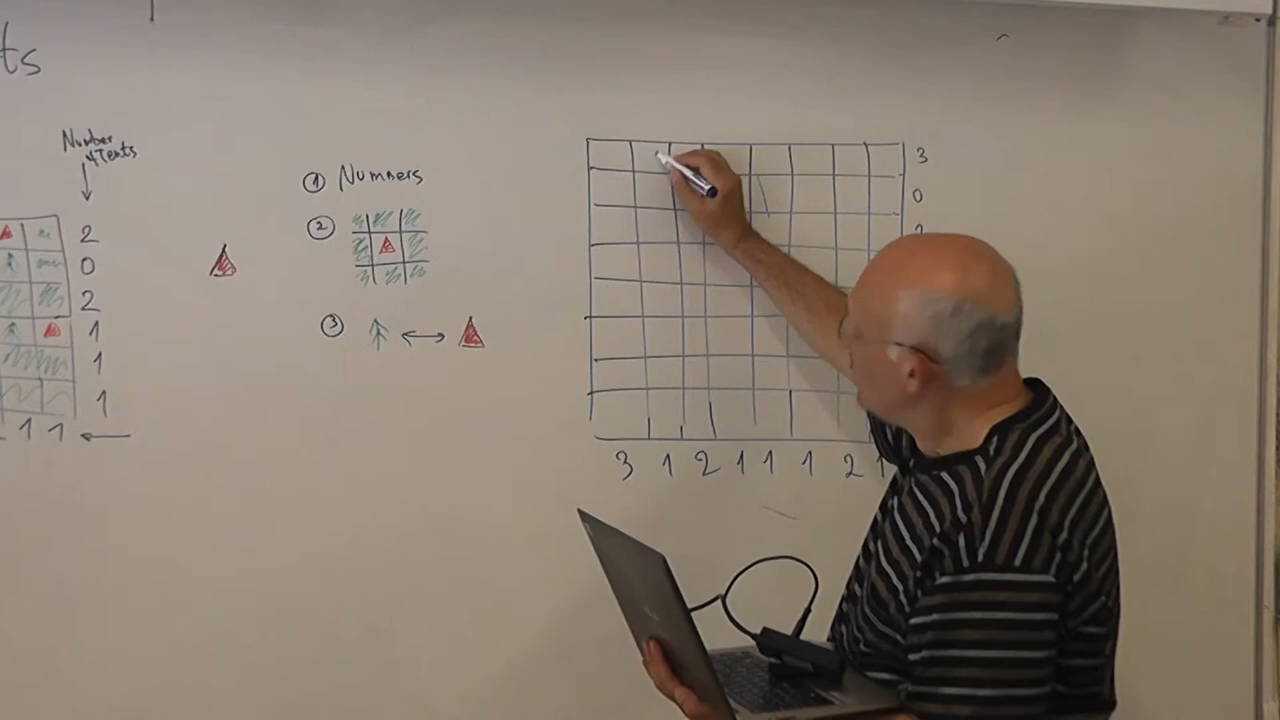 ts
Number
of Tents
2
0
2
1
1
1
1 1
① Numbers
②
③
3
0
3 1 2 1 1 1 2 1